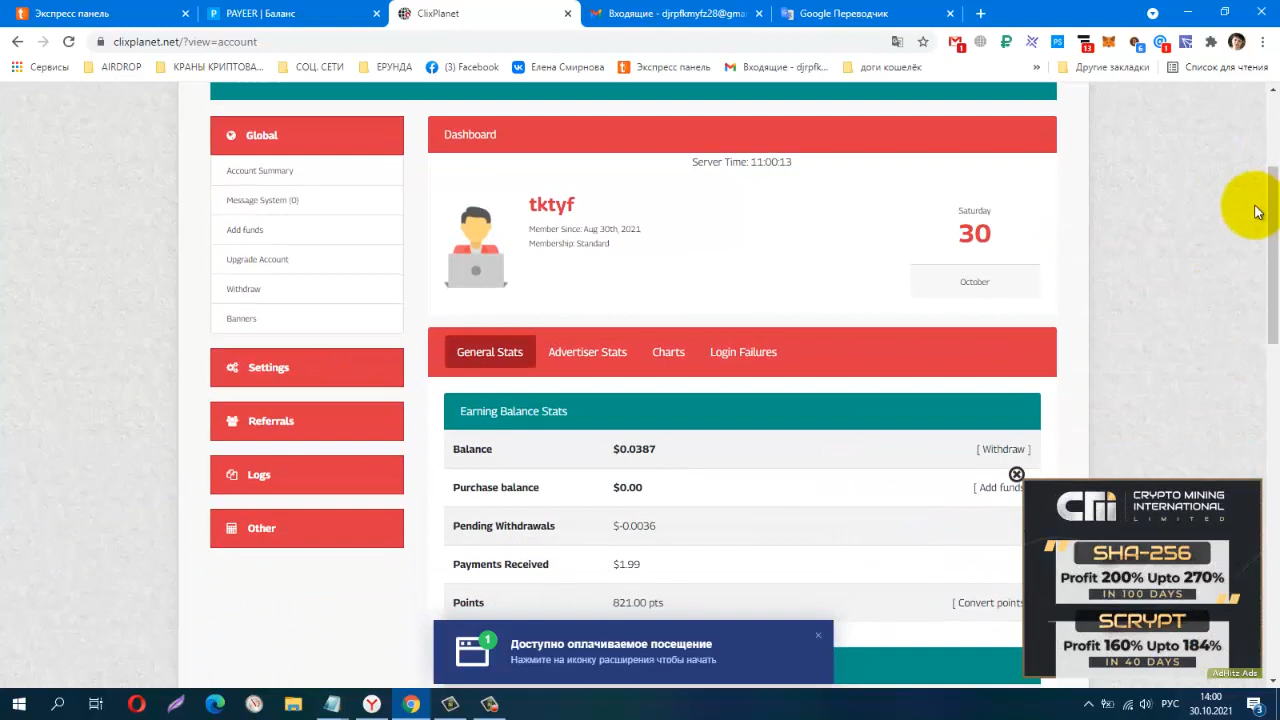 Экспресс панель
PAYEER / Баланс
ClixPlanet
Входящие - djrpfkmyfz28@gma
Google Переводчик
clixplanet.net/?view=account
Сервисы
AIRDROP
КРАНЫ КРИПТОВА...
СОЦ. СЕТИ
ЕРУНДА
(3) Facebook
Елена Смирнова
Экспресс панель
Входящие - djrpfk...
доги кошелёк
»
Другие закладки
Список для чтения
Global
Account Summary
Message System (0)
Add funds
Upgrade Account
Withdraw
Banners
Settings
Referrals
Logs
Other
Dashboard
Server Time: 11:00:13
tktyf
Member Since: Aug 30th, 2021
Membership: Standard
Saturday
30
October
General Stats
Advertiser Stats
Charts
Login Failures
Earning Balance Stats
Balance $0.0387 [ Withdraw ]
Purchase balance $0.00 [ Add funds
Pending Withdrawals $-0.0036
Payments Received $1.99
Points 821.00 pts [ Convert points
1
Доступно оплачиваемое посещение
Нажмите на иконку расширения чтобы начать
CRYPTO MINING
INTERNATIONAL
LIMITED
SHA-256
Profit 200% Upto 270%
IN 100 DAYS
SCRYPT
Profit 160% Upto 184%
IN 40 DAYS
AdHitz Ads
РУС
14:00
30.10.2021
3